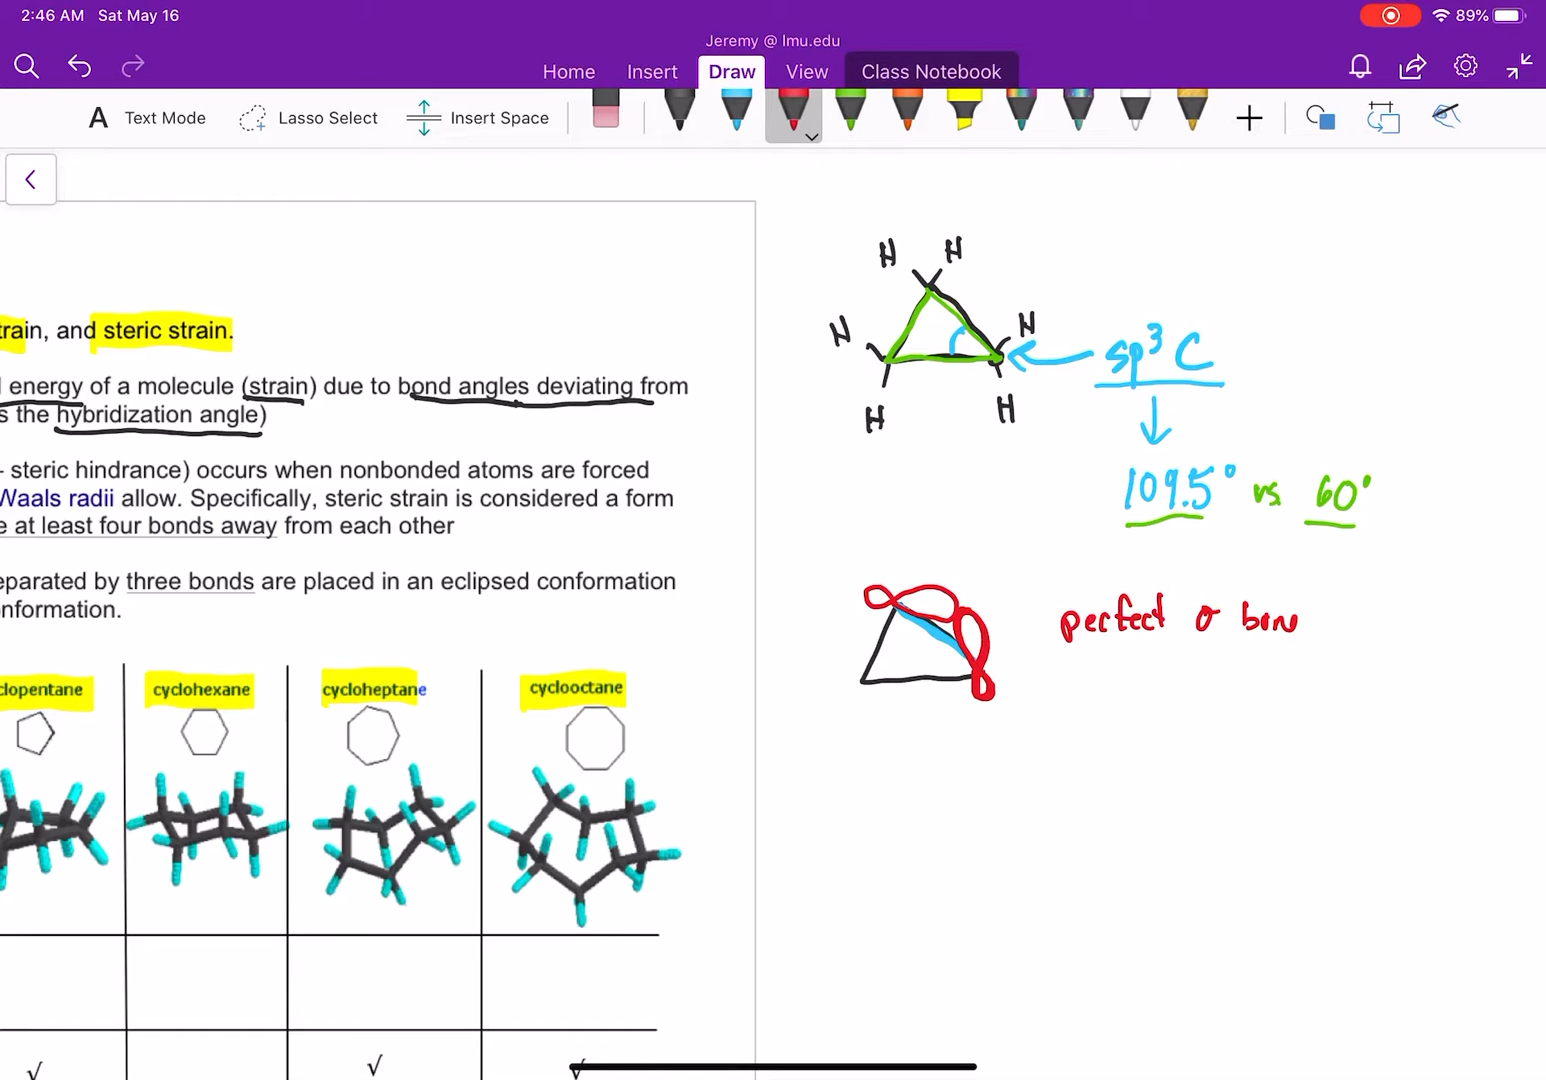 2:46 AM Sat May 16
89%
Jeremy @ lmu.edu
Home Insert Draw View Class Notebook
A Text Mode Lasso Select Insert Space
train, and steric strain.
energy of a molecule (strain) due to bond angles deviating from
s the hybridization angle)
- steric hindrance) occurs when nonbonded atoms are forced
Waals radii allow. Specifically, steric strain is considered a form
e at least four bonds away from each other
eparated by three bonds are placed in an eclipsed conformation
nformation.
clopentane cyclohexane cycloheptane cyclooctane
√ √ √
H H
H H
H H
sp³ C
109.5° vs 60°
perfect σ bon